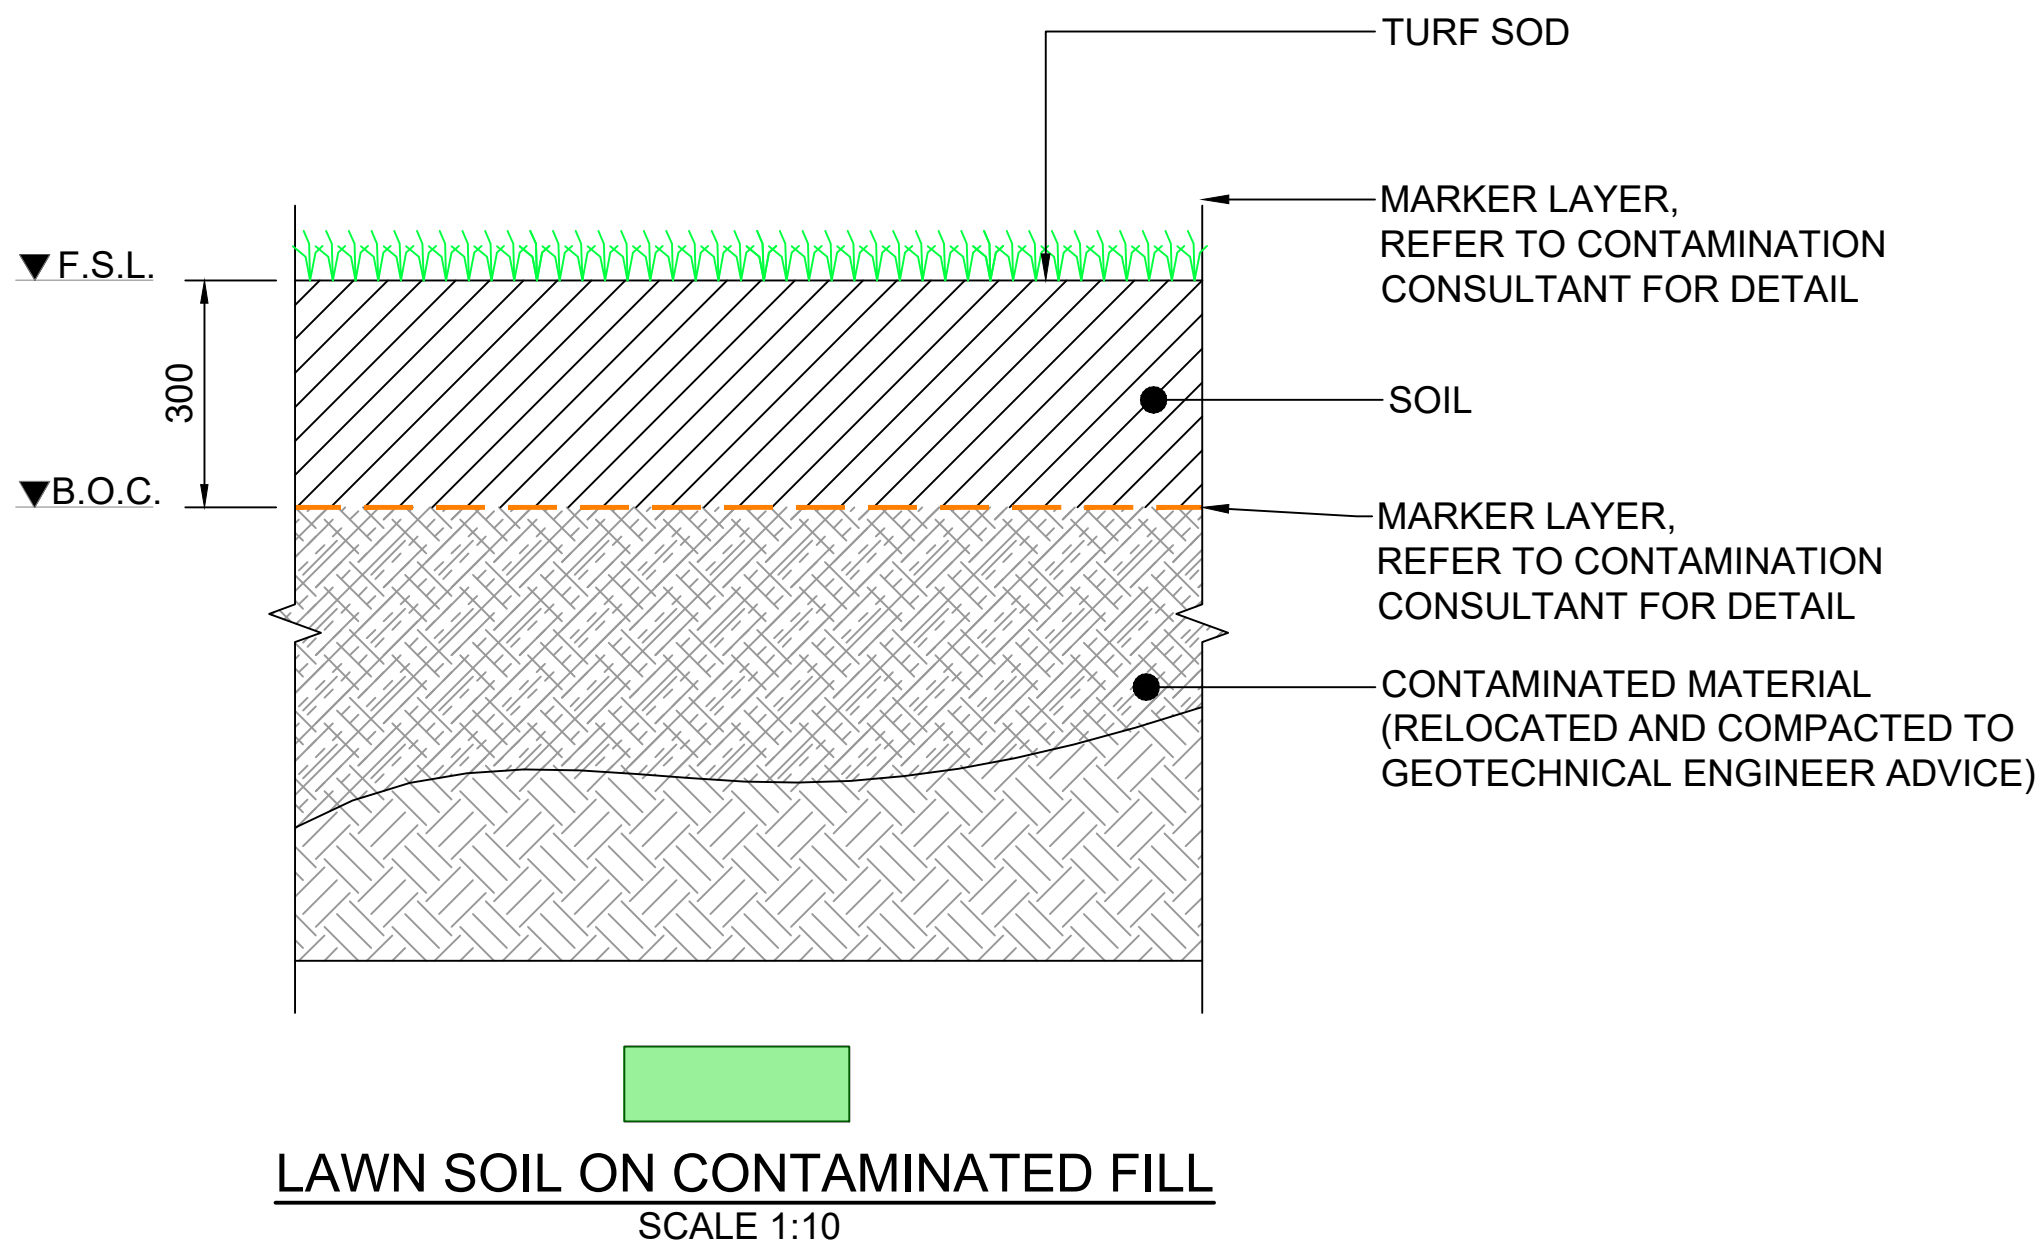 TURF SOD
MARKER LAYER,
REFER TO CONTAMINATION
CONSULTANT FOR DETAIL
F.S.L.
300
SOIL
B.O.C.
MARKER LAYER,
REFER TO CONTAMINATION
CONSULTANT FOR DETAIL
CONTAMINATED MATERIAL
(RELOCATED AND COMPACTED TO
GEOTECHNICAL ENGINEER ADVICE)
LAWN SOIL ON CONTAMINATED FILL
SCALE 1:10